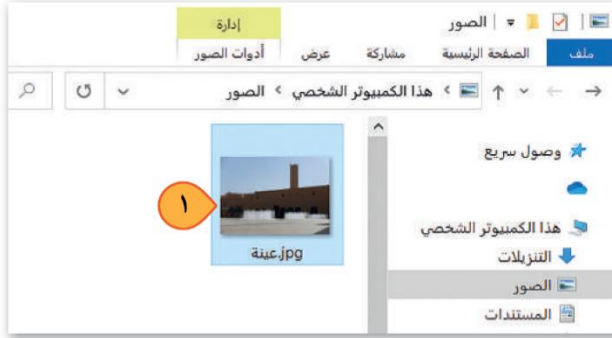 الصور
إدارة
ملف
الصفحة الرئيسية
مشاركة
عرض
أدوات الصور
هذا الكمبيوتر الشخصي
الصور
وصول سريع
هذا الكمبيوتر الشخصي
التنزيلات
الصور
المستندات
١
عينة.jpg